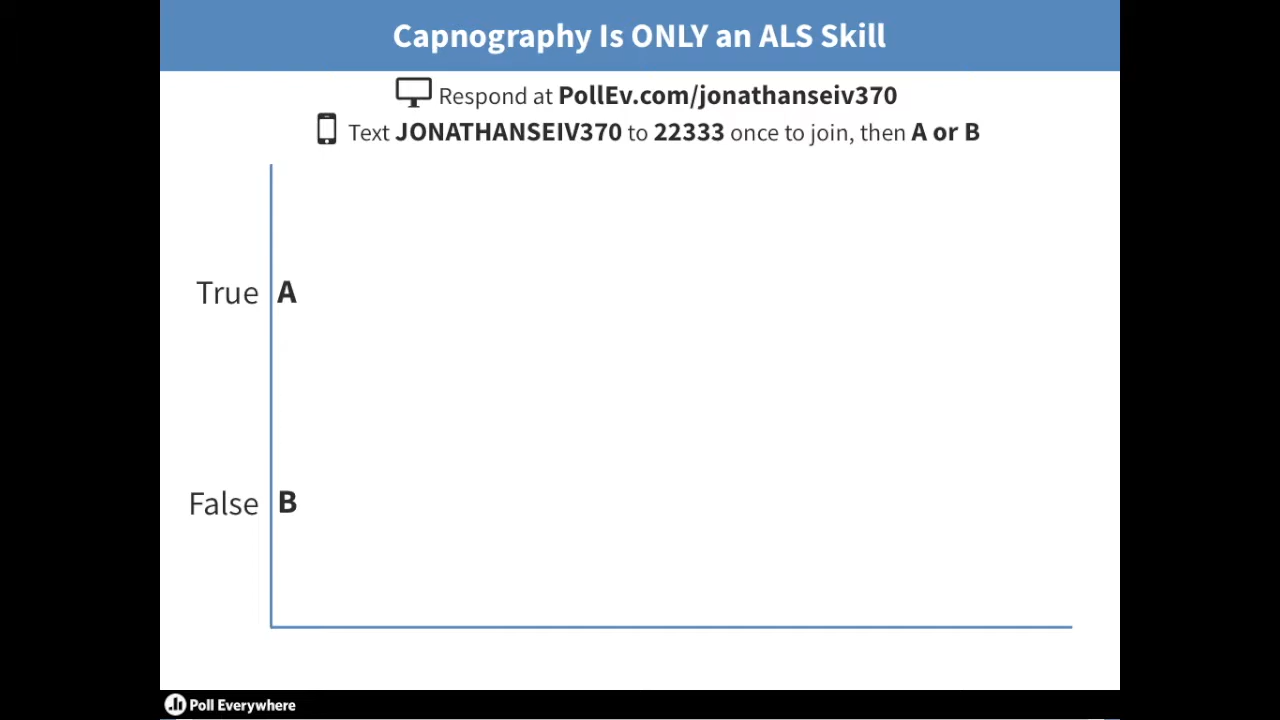 Capnography Is ONLY an ALS Skill
Respond at PollEv.com/jonathanseiv370
Text JONATHANSEIV370 to 22333 once to join, then A or B
True A
False B
Poll Everywhere